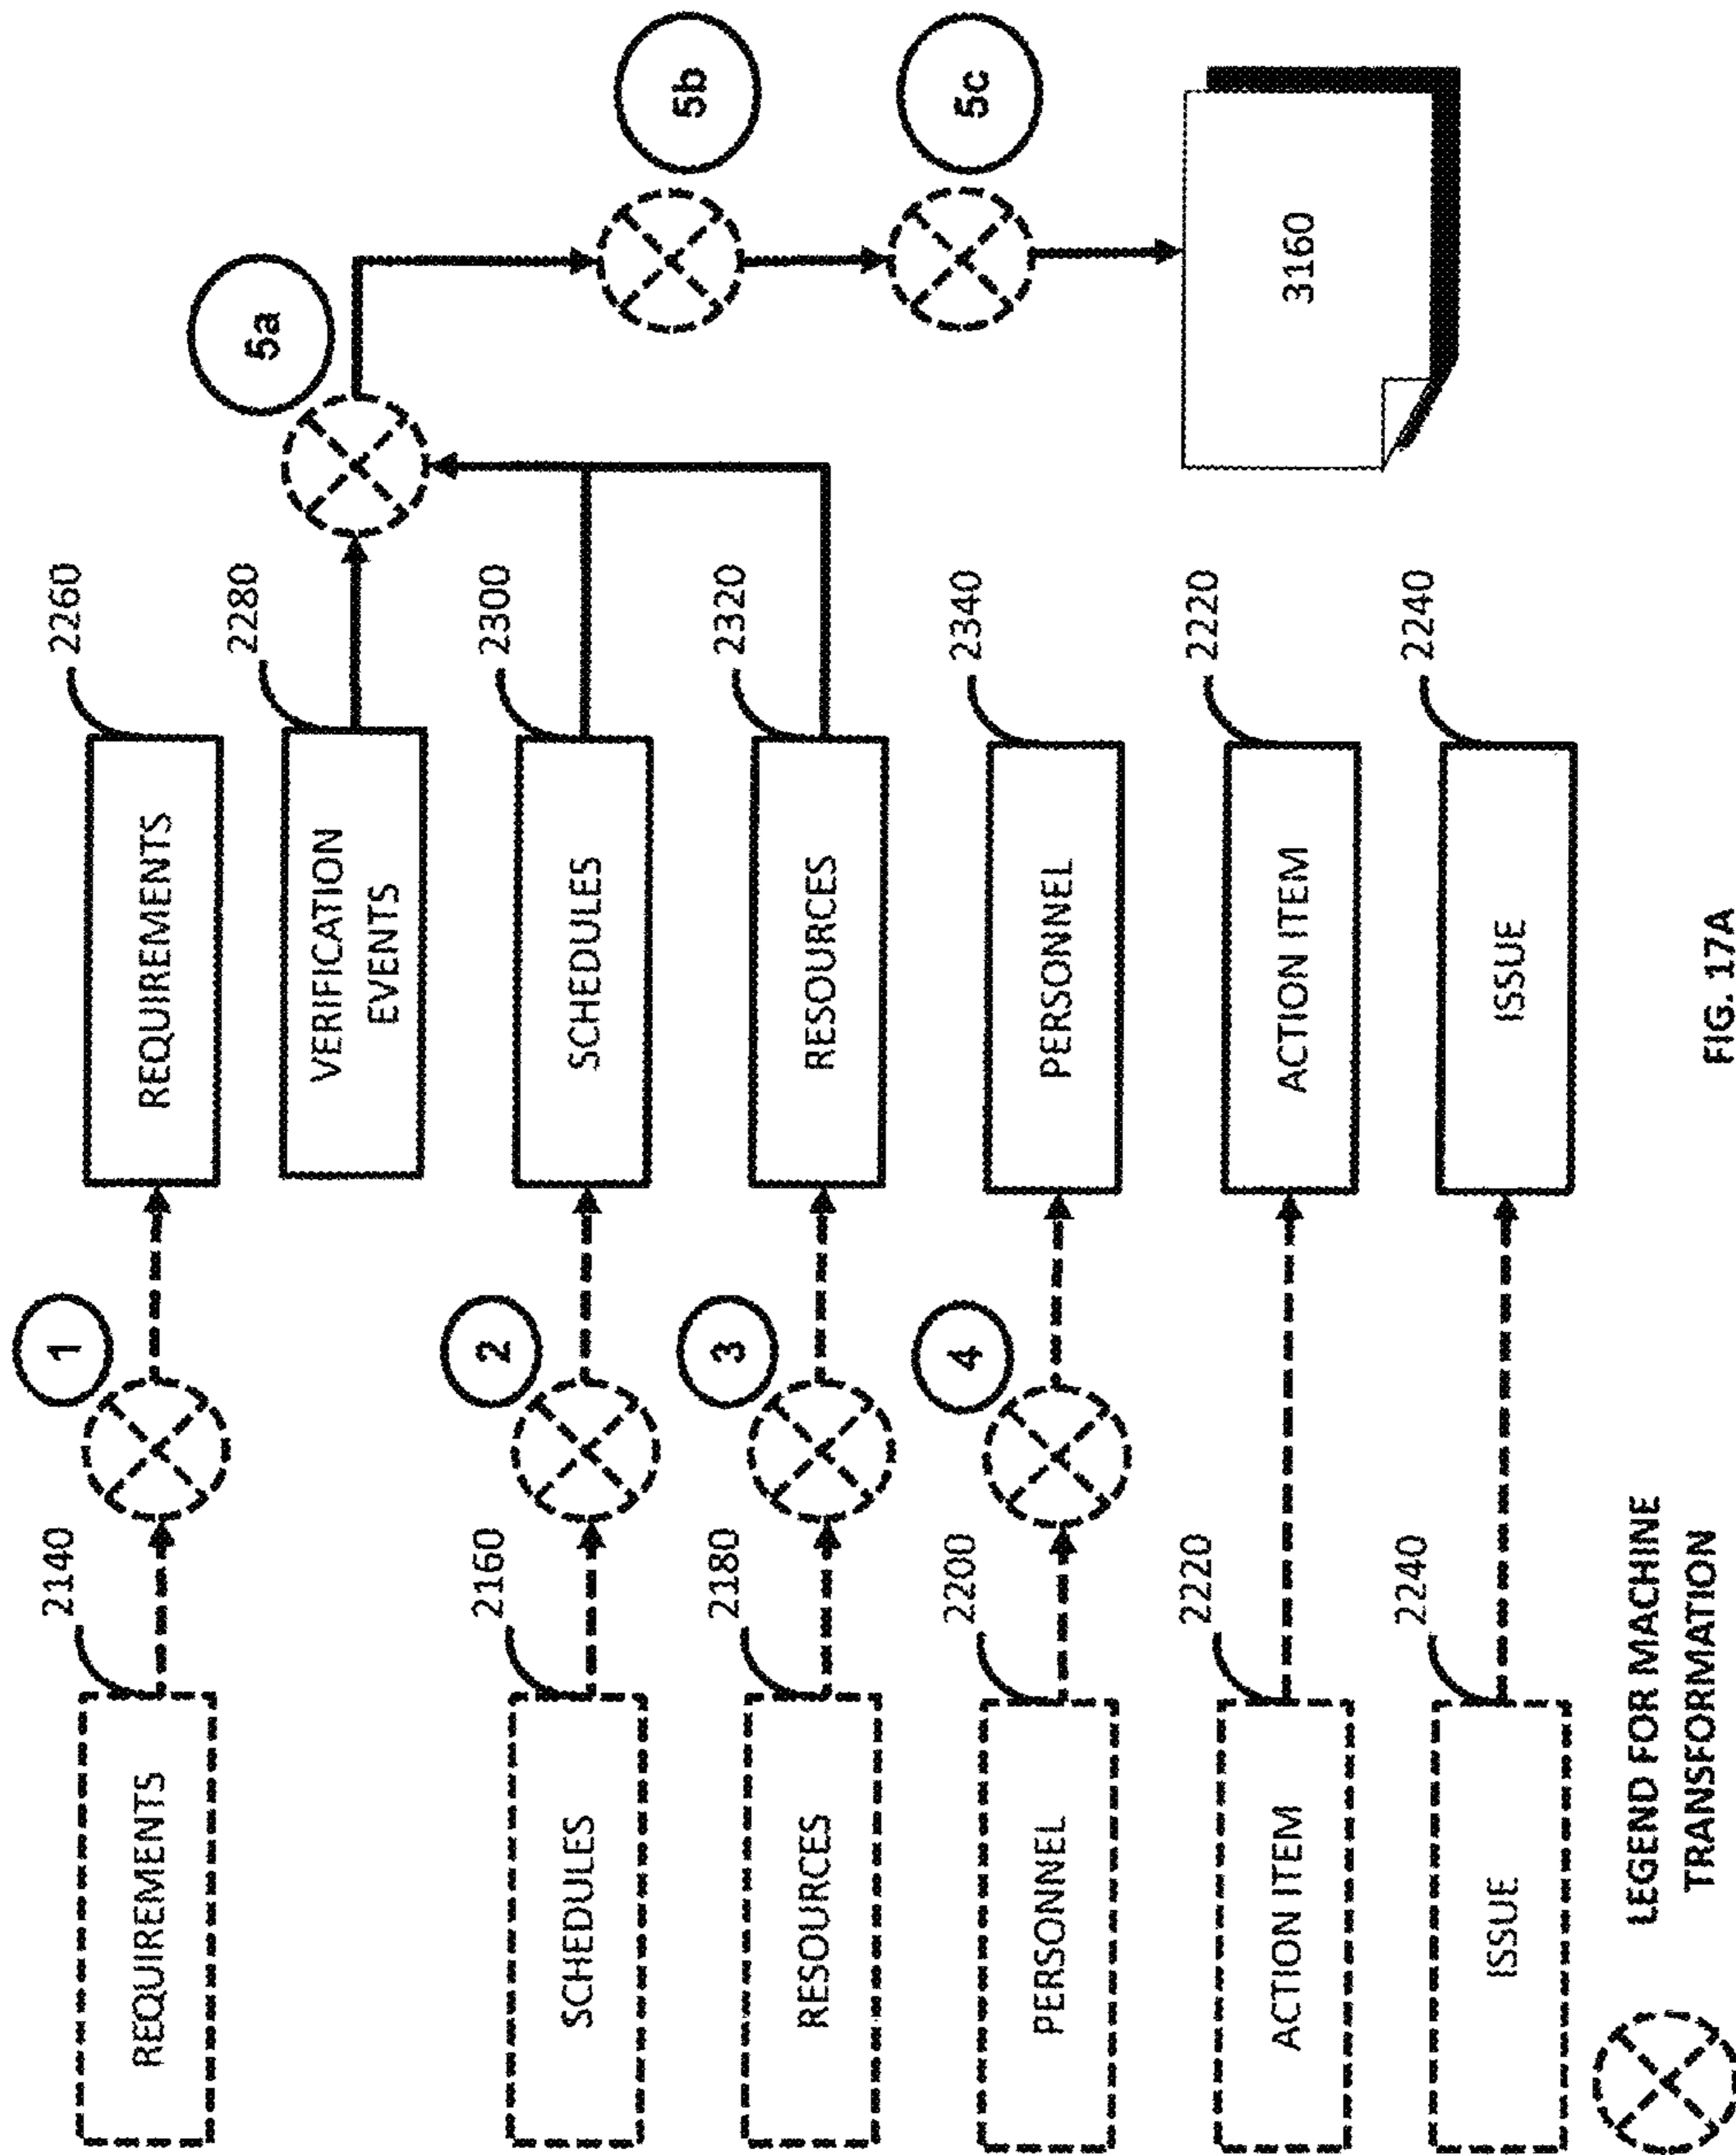 2140
REQUIREMENTS
1
2260
REQUIREMENTS
2280
VERIFICATION
EVENTS
5a
5b
5c
3160
2160
SCHEDULES
2
2300
SCHEDULES
2180
RESOURCES
3
2320
RESOURCES
2200
PERSONNEL
4
2340
PERSONNEL
2220
ACTION ITEM
2220
ACTION ITEM
2240
ISSUE
2240
ISSUE
LEGEND FOR MACHINE
TRANSFORMATION
FIG. 17A